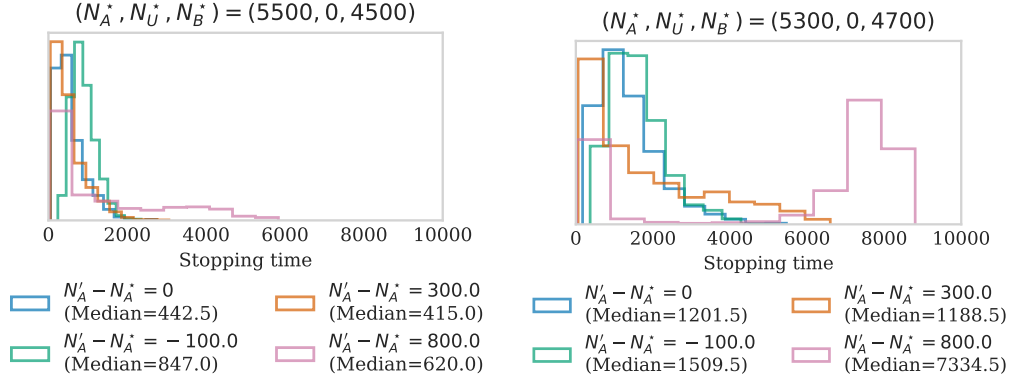 (N_A^⋆, N_U^⋆, N_B^⋆) = (5500, 0, 4500)
0 2000 4000 6000 8000 10000
Stopping time
N′_A − N_A^⋆ = 0
(Median=442.5)
N′_A − N_A^⋆ = 300.0
(Median=415.0)
N′_A − N_A^⋆ = −100.0
(Median=847.0)
N′_A − N_A^⋆ = 800.0
(Median=620.0)
(N_A^⋆, N_U^⋆, N_B^⋆) = (5300, 0, 4700)
0 2000 4000 6000 8000 10000
Stopping time
N′_A − N_A^⋆ = 0
(Median=1201.5)
N′_A − N_A^⋆ = 300.0
(Median=1188.5)
N′_A − N_A^⋆ = −100.0
(Median=1509.5)
N′_A − N_A^⋆ = 800.0
(Median=7334.5)